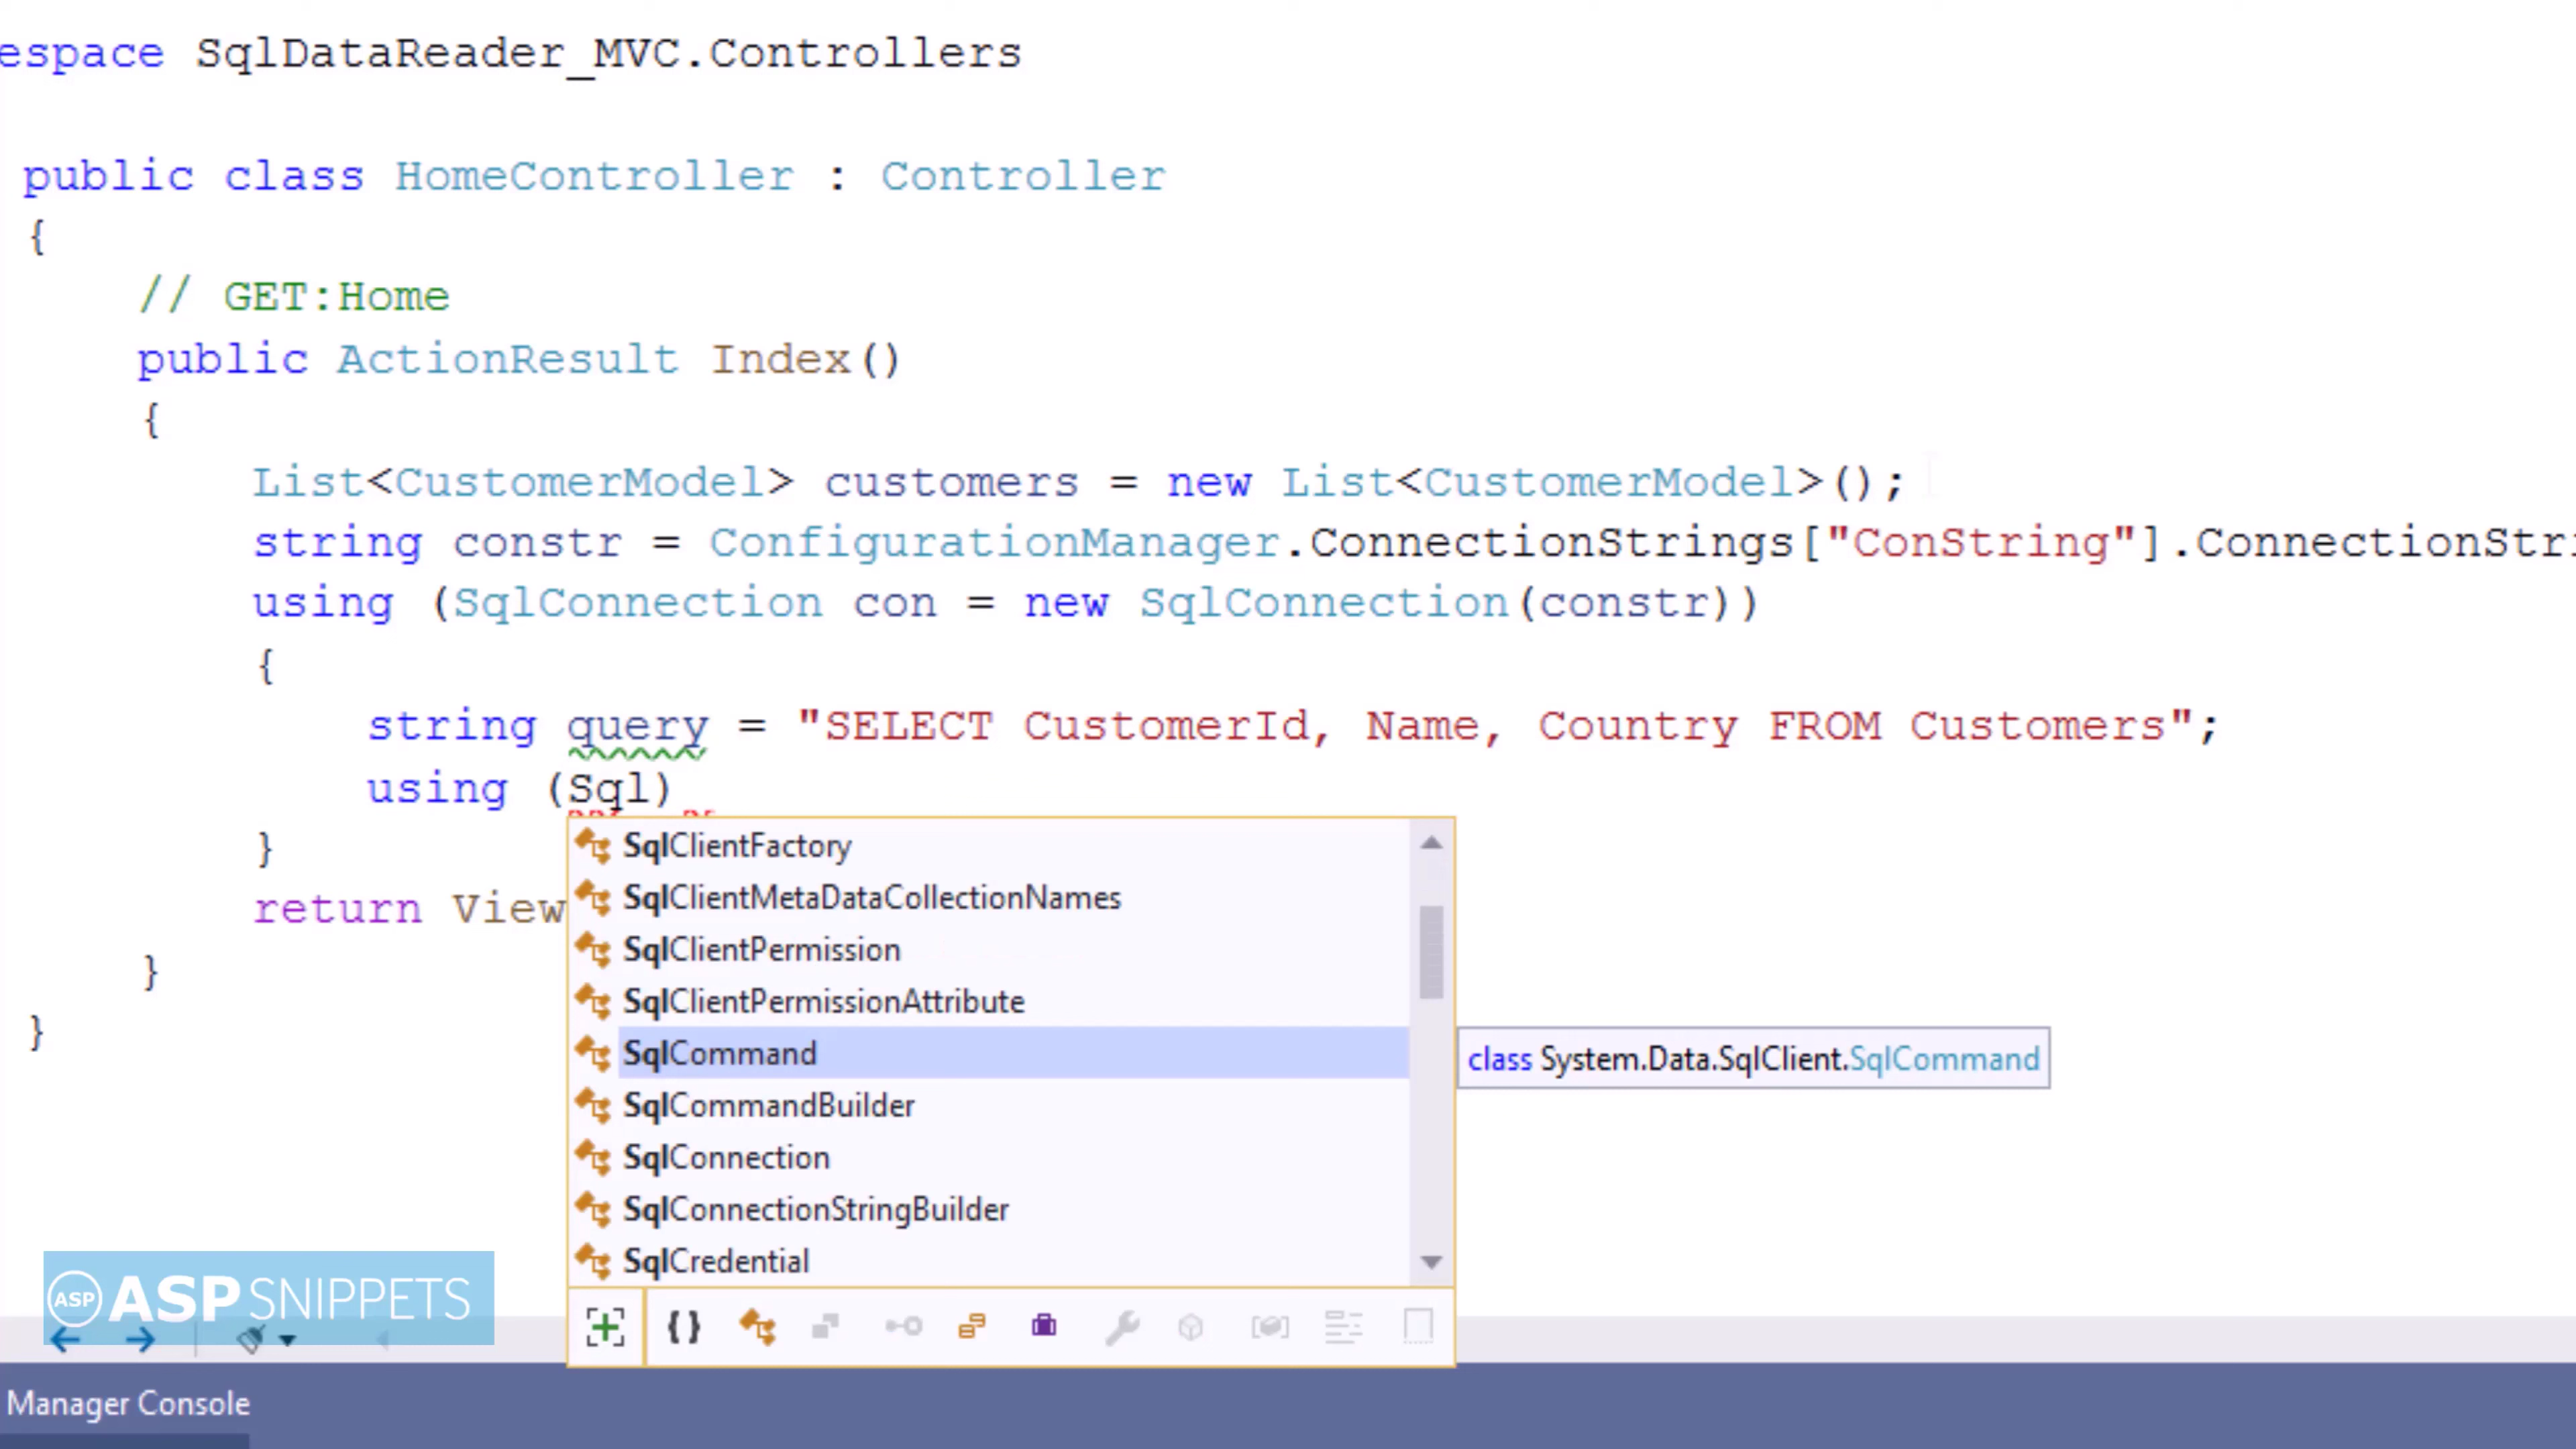 espace SqlDataReader_MVC.Controllers
public class HomeController : Controller
{
// GET:Home
public ActionResult Index()
{
List<CustomerModel> customers = new List<CustomerModel>();
string constr = ConfigurationManager.ConnectionStrings["ConString"].ConnectionStri
using (SqlConnection con = new SqlConnection(constr))
{
string query = "SELECT CustomerId, Name, Country FROM Customers";
using (Sql)
}
return View
}
}
SqlClientFactory
SqlClientMetaDataCollectionNames
SqlClientPermission
SqlClientPermissionAttribute
SqlCommand
class System.Data.SqlClient.SqlCommand
SqlCommandBuilder
SqlConnection
SqlConnectionStringBuilder
SqlCredential
ASP ASPSNIPPETS
Manager Console